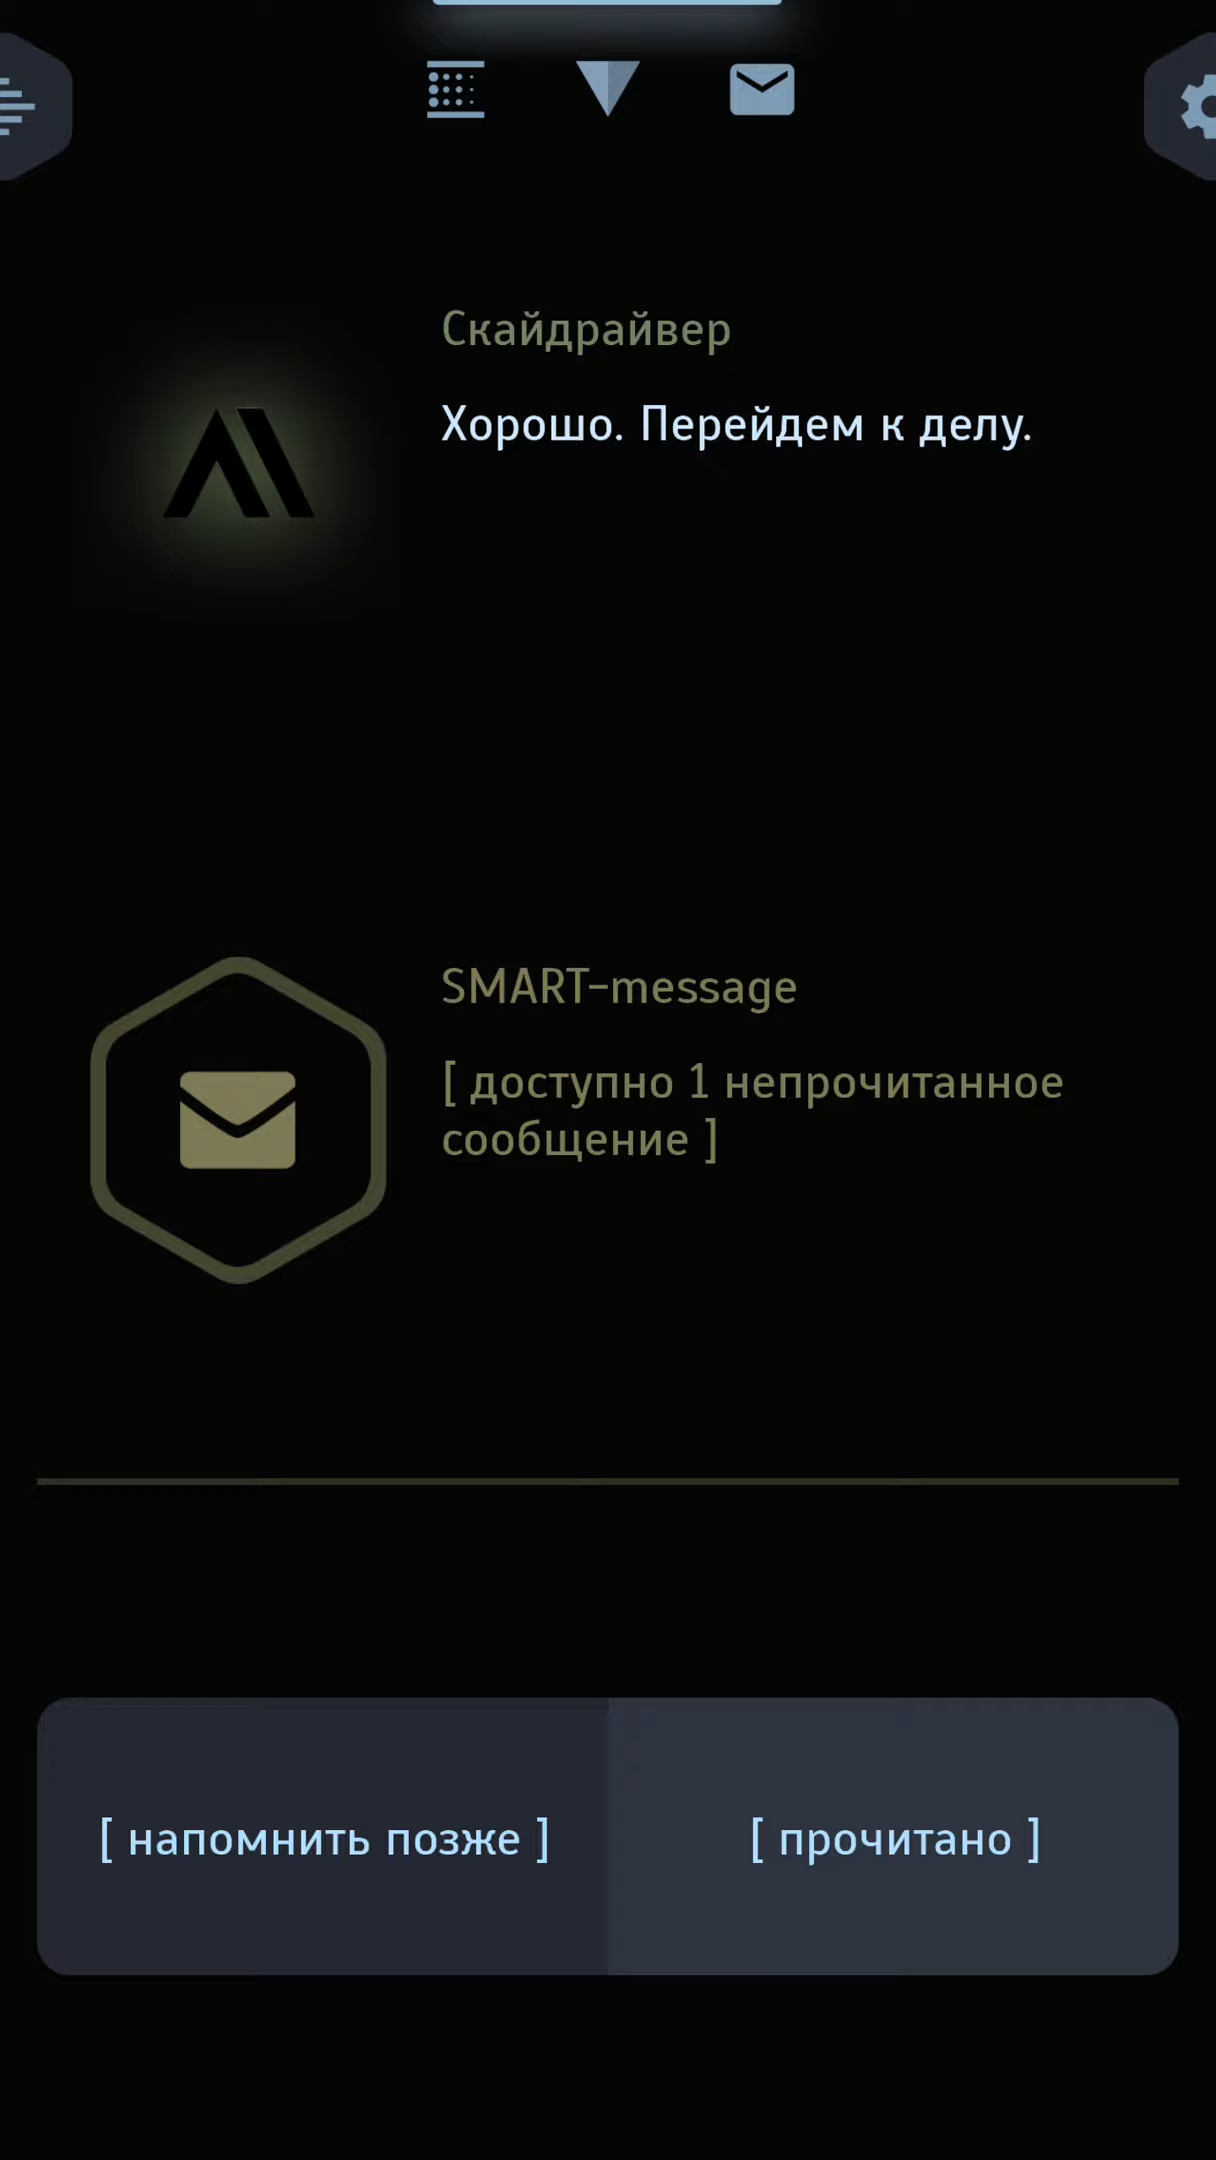 Скайдрайвер
Хорошо. Перейдем к делу.
SMART-message
[ доступно 1 непрочитанное
сообщение ]
[ напомнить позже ]
[ прочитано ]